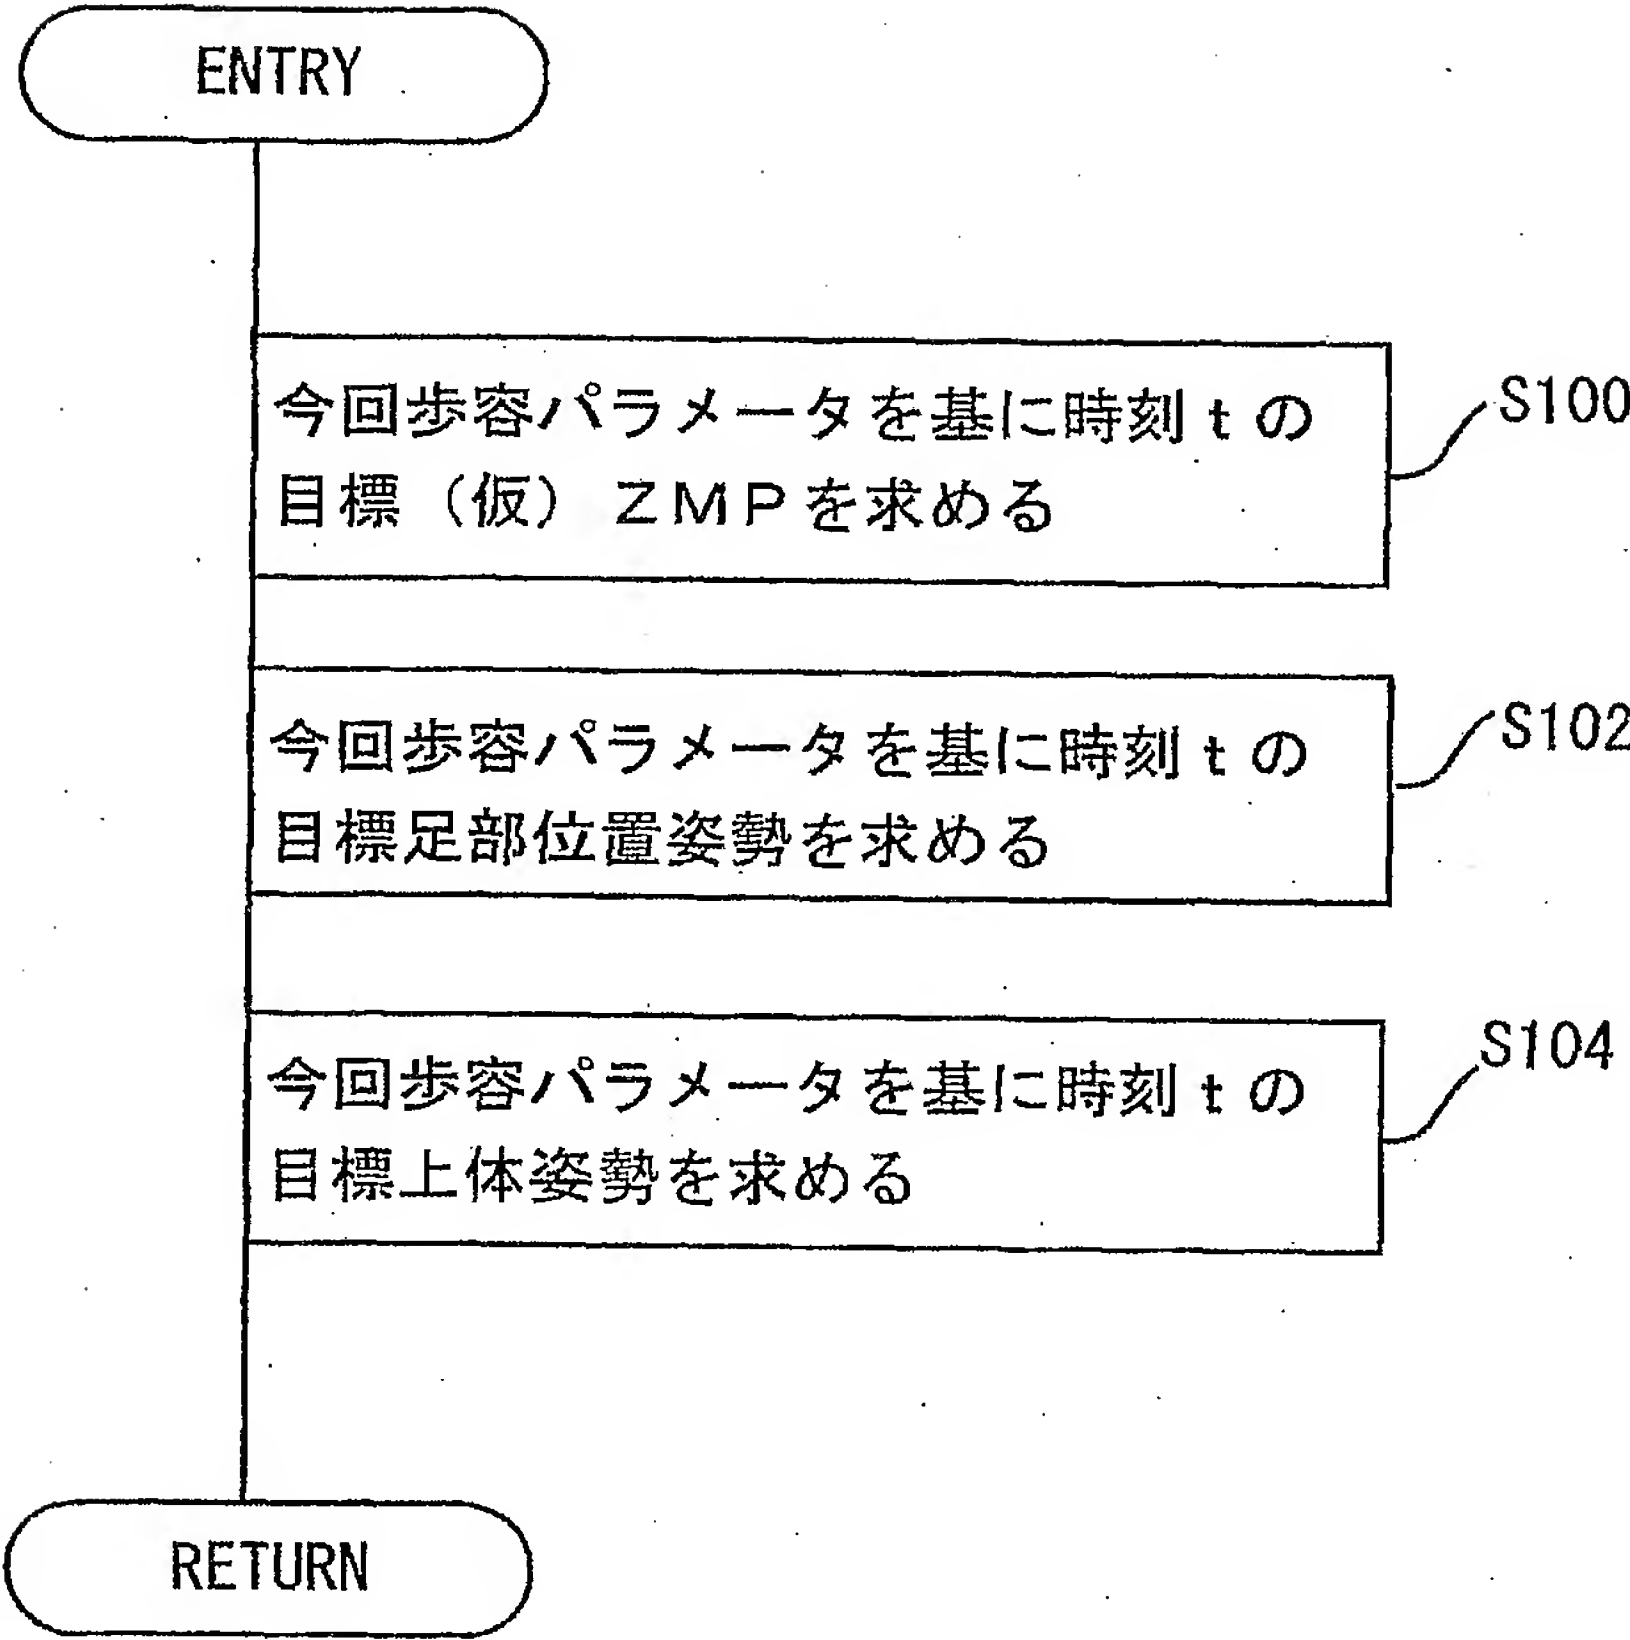 ENTRY
今回歩容パラメータを基に時刻ｔの
目標（仮）ＺＭＰを求める
S100
今回歩容パラメータを基に時刻ｔの
目標足部位置姿勢を求める
S102
今回歩容パラメータを基に時刻ｔの
目標上体姿勢を求める
S104
RETURN